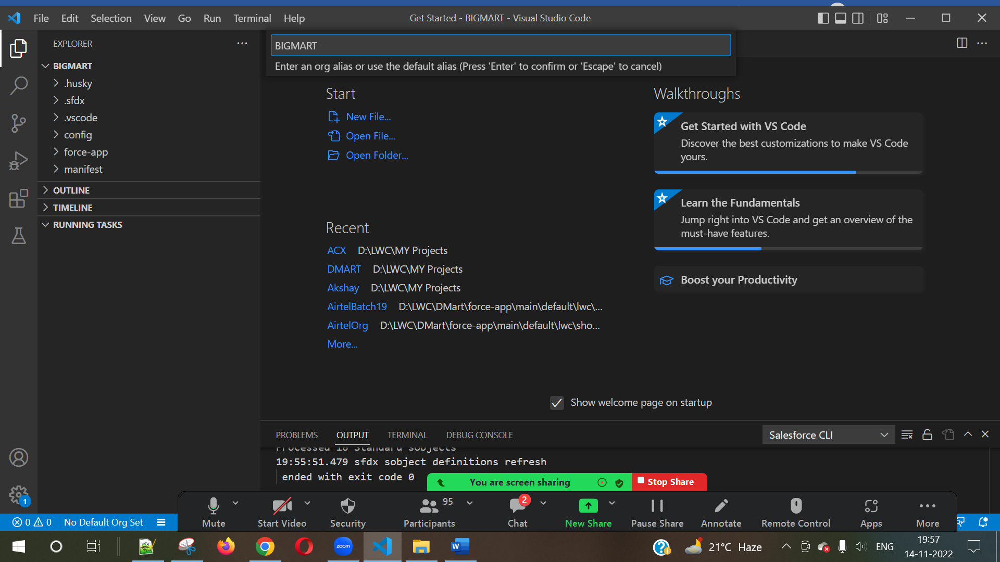 File Edit Selection View Go Run Terminal Help
Get Started - BIGMART - Visual Studio Code
EXPLORER
BIGMART
.husky
.sfdx
.vscode
config
force-app
manifest
OUTLINE
TIMELINE
RUNNING TASKS
BIGMART
Enter an org alias or use the default alias (Press 'Enter' to confirm or 'Escape' to cancel)
Start
New File...
Open File...
Open Folder...
Recent
ACX D:\LWC\MY Projects
DMART D:\LWC\MY Projects
Akshay D:\LWC\MY Projects
AirtelBatch19 D:\LWC\DMart\force-app\main\default\lwc\...
AirtelOrg D:\LWC\DMart\force-app\main\default\lwc\sho...
More...
Walkthroughs
Get Started with VS Code
Discover the best customizations to make VS Code
yours.
Learn the Fundamentals
Jump right into VS Code and get an overview of the
must-have features.
Boost your Productivity
Show welcome page on startup
PROBLEMS OUTPUT TERMINAL DEBUG CONSOLE
Salesforce CLI
Processed 16 Standard sObjects
19:55:51.479 sfdx sobject definitions refresh
ended with exit code 0
You are screen sharing
Stop Share
95
2
Mute Start Video Security Participants Chat New Share Pause Share Annotate Remote Control Apps More
1
0 0 No Default Org Set
zoom
W
21°C Haze
ENG
19:57
14-11-2022